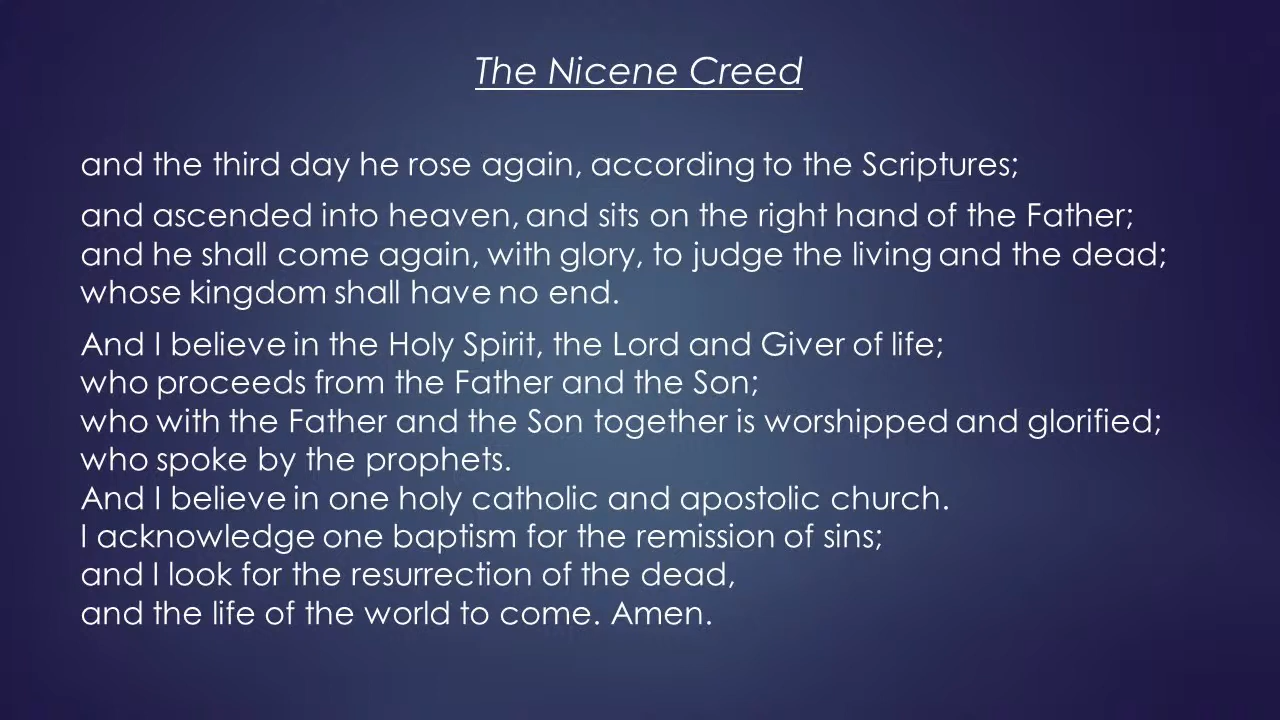 The Nicene Creed
and the third day he rose again, according to the Scriptures;
and ascended into heaven, and sits on the right hand of the Father;
and he shall come again, with glory, to judge the living and the dead;
whose kingdom shall have no end.
And I believe in the Holy Spirit, the Lord and Giver of life;
who proceeds from the Father and the Son;
who with the Father and the Son together is worshipped and glorified;
who spoke by the prophets.
And I believe in one holy catholic and apostolic church.
I acknowledge one baptism for the remission of sins;
and I look for the resurrection of the dead,
and the life of the world to come. Amen.